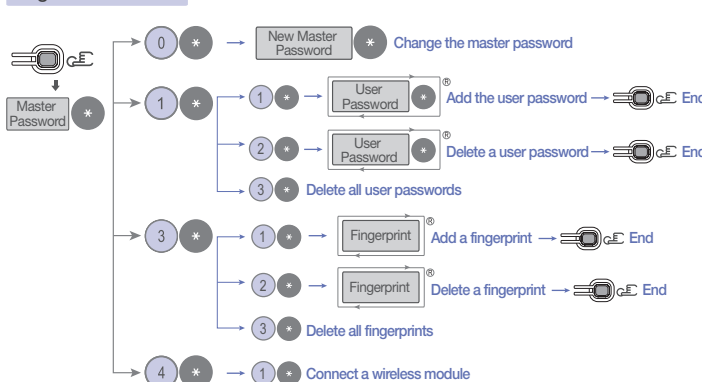 0 * New Master Password * Change the master password
Master Password *
1 * 1 * User Password * ® Add the user password End
2 * User Password * ® Delete a user password End
3 * Delete all user passwords
3 * 1 * Fingerprint ® Add a fingerprint End
2 * Fingerprint ® Delete a fingerprint End
3 * Delete all fingerprints
4 * 1 * Connect a wireless module